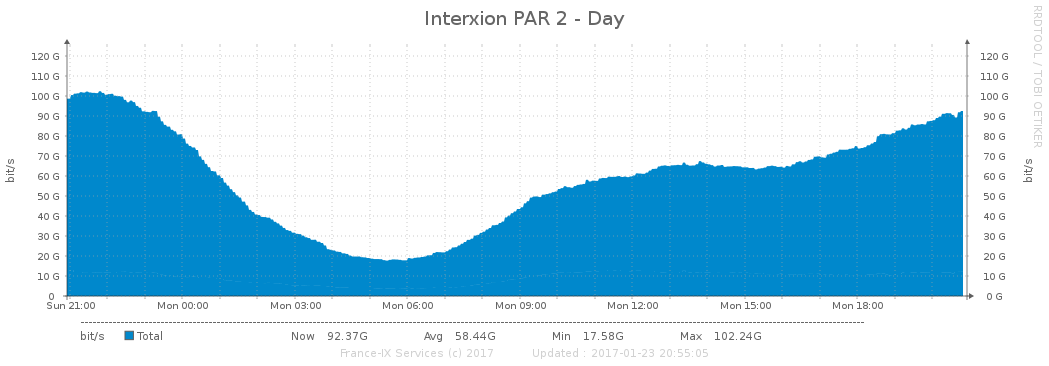 Interxion PAR 2 - Day
RRDTOOL / TOBI OETIKER
120 G 120 G
110 G 110 G
100 G 100 G
90 G 90 G
80 G 80 G
70 G 70 G
60 G 60 G
50 G 50 G
40 G 40 G
30 G 30 G
20 G 20 G
10 G 10 G
0 0 G
bit/s
bit/s
Sun 21:00 Mon 00:00 Mon 03:00 Mon 06:00 Mon 09:00 Mon 12:00 Mon 15:00 Mon 18:00
bit/s Total Now 92.37G Avg 58.44G Min 17.58G Max 102.24G
France-IX Services (c) 2017 Updated : 2017-01-23 20:55:05